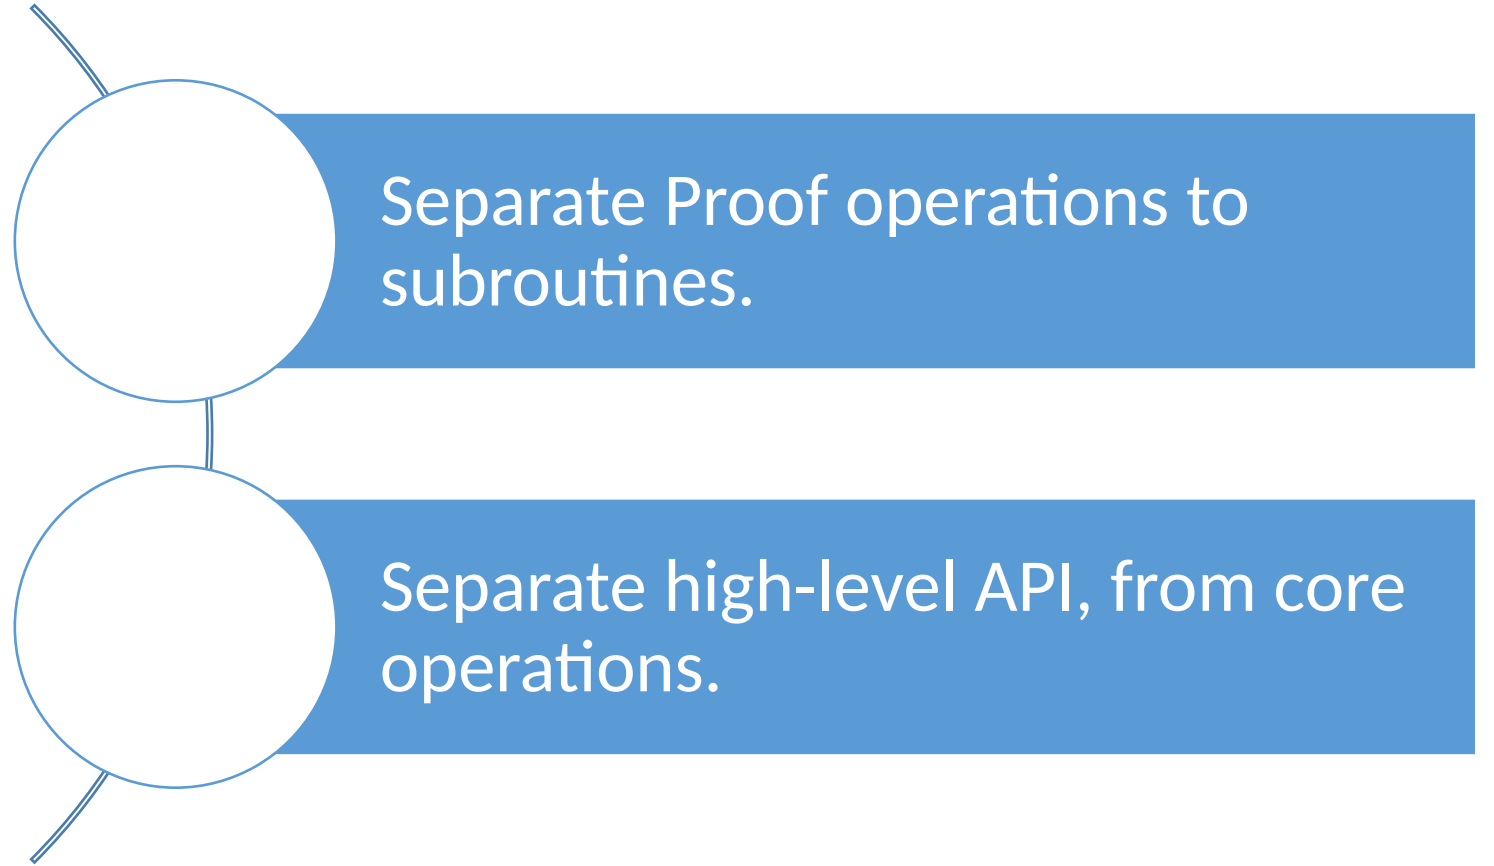 Separate Proof operations to
subroutines.
Separate high-level API, from core
operations.